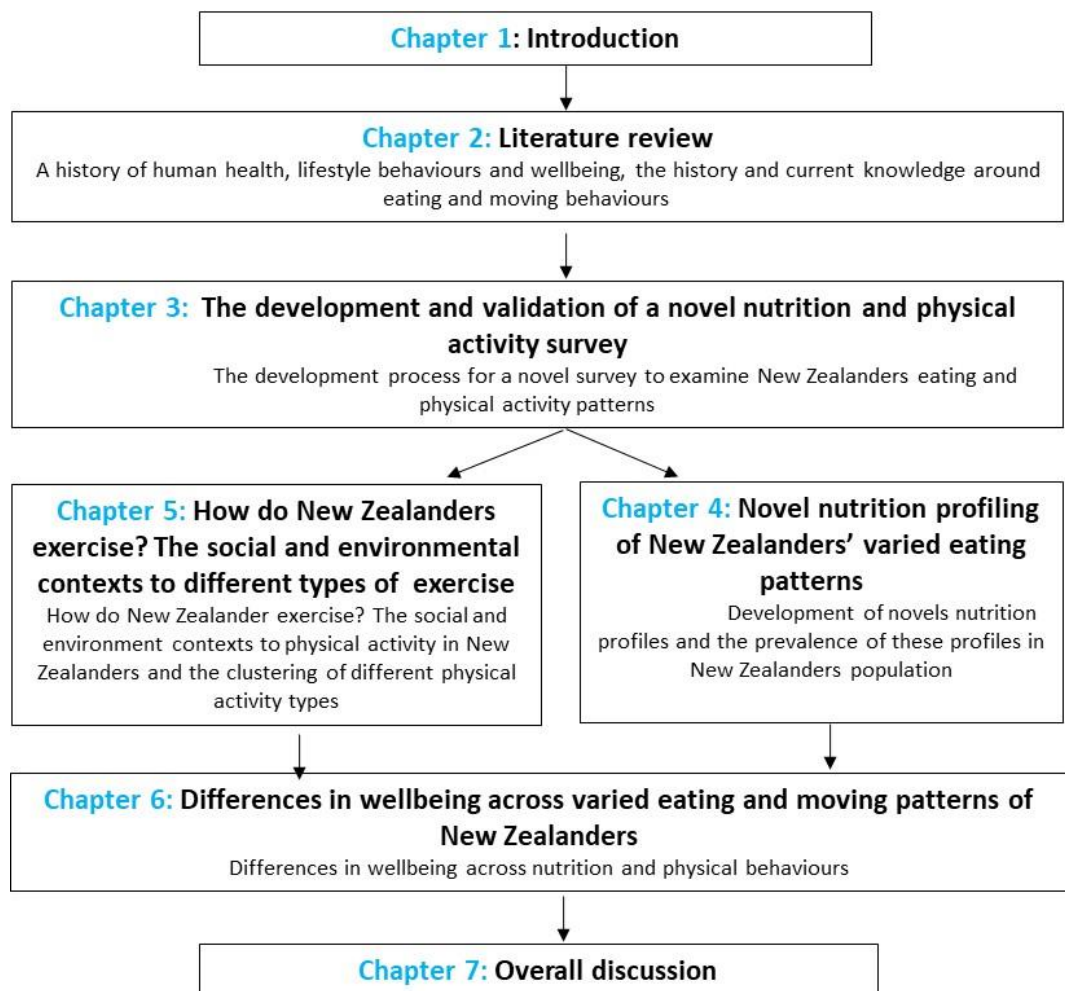 Chapter 1: Introduction
Chapter 2: Literature review
A history of human health, lifestyle behaviours and wellbeing, the history and current knowledge around
eating and moving behaviours
Chapter 3: The development and validation of a novel nutrition and physical
activity survey
The development process for a novel survey to examine New Zealanders eating and
physical activity patterns
Chapter 5: How do New Zealanders
exercise? The social and environmental
contexts to different types of exercise
How do New Zealander exercise? The social and
environment contexts to physical activity in New
Zealanders and the clustering of different physical
activity types
Chapter 4: Novel nutrition profiling
of New Zealanders’ varied eating
patterns
Development of novels nutrition
profiles and the prevalence of these profiles in
New Zealanders population
Chapter 6: Differences in wellbeing across varied eating and moving patterns of
New Zealanders
Differences in wellbeing across nutrition and physical behaviours
Chapter 7: Overall discussion